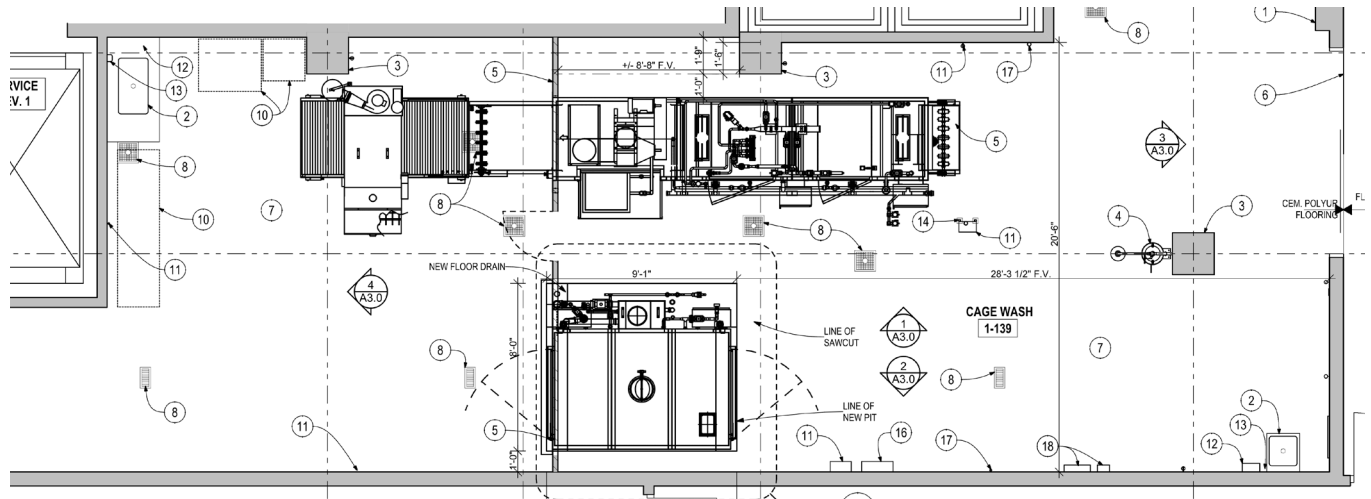 1
8
12
13
3
5
+/- 8'-8" F.V.
1'-9"
1'-6"
1'-0"
3
11
17
RVICE
EV. 1
2
10
6
5
3
A3.0
8
10
7
8
8
14
11
20'-6"
CEM. POLYUR
FLOORING
FL
4
3
11
NEW FLOOR DRAIN
9'-1"
28'-3 1/2" F.V.
4
A3.0
8'-0"
LINE OF
SAWCUT
1
A3.0
CAGE WASH
1-139
2
A3.0
7
8
8
8
LINE OF
NEW PIT
5
1'-0"
11
11
16
17
18
12
13
2